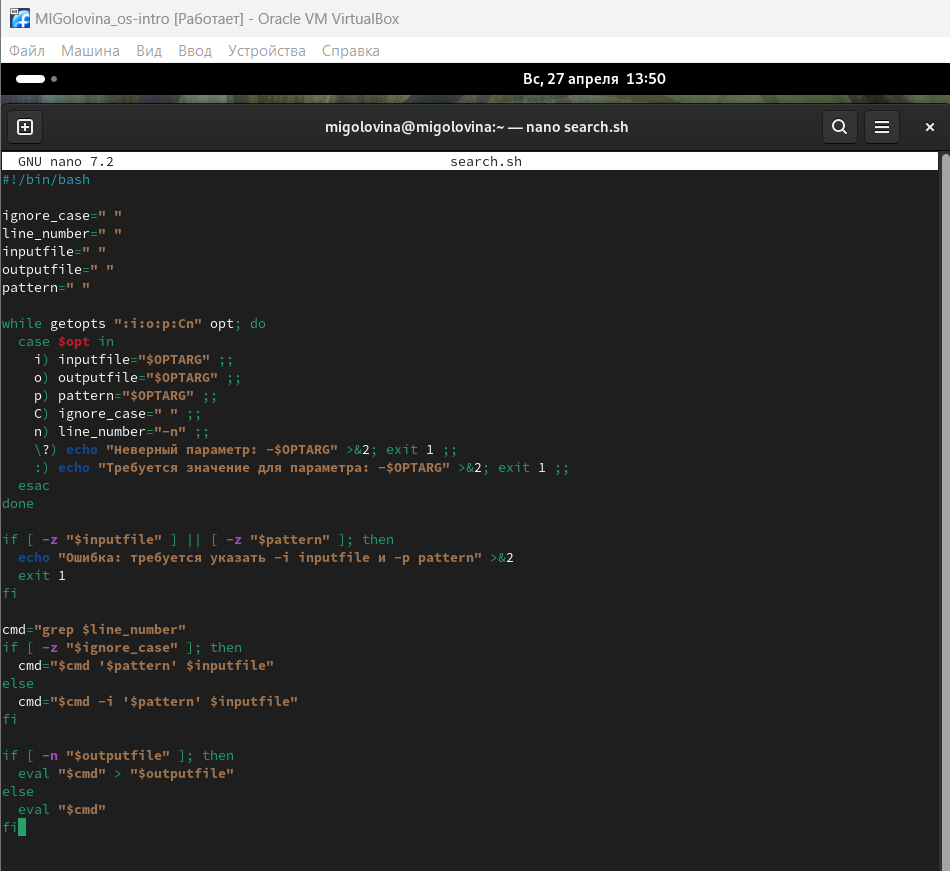 MIGolovina_os-intro [Работает] - Oracle VM VirtualBox
Файл Машина Вид Ввод Устройства Справка
Вс, 27 апреля 13:50
migolovina@migolovina:~ — nano search.sh
GNU nano 7.2 search.sh
#!/bin/bash

ignore_case=" "
line_number=" "
inputfile=" "
outputfile=" "
pattern=" "

while getopts ":i:o:p:Cn" opt; do
  case $opt in
    i) inputfile="$OPTARG" ;;
    o) outputfile="$OPTARG" ;;
    p) pattern="$OPTARG" ;;
    C) ignore_case=" " ;;
    n) line_number="-n" ;;
    \?) echo "Неверный параметр: -$OPTARG" >&2; exit 1 ;;
    :) echo "Требуется значение для параметра: -$OPTARG" >&2; exit 1 ;;
  esac
done

if [ -z "$inputfile" ] || [ -z "$pattern" ]; then
  echo "Ошибка: требуется указать -i inputfile и -p pattern" >&2
  exit 1
fi

cmd="grep $line_number"
if [ -z "$ignore_case" ]; then
  cmd="$cmd '$pattern' $inputfile"
else
  cmd="$cmd -i '$pattern' $inputfile"
fi

if [ -n "$outputfile" ]; then
  eval "$cmd" > "$outputfile"
else
  eval "$cmd"
fi